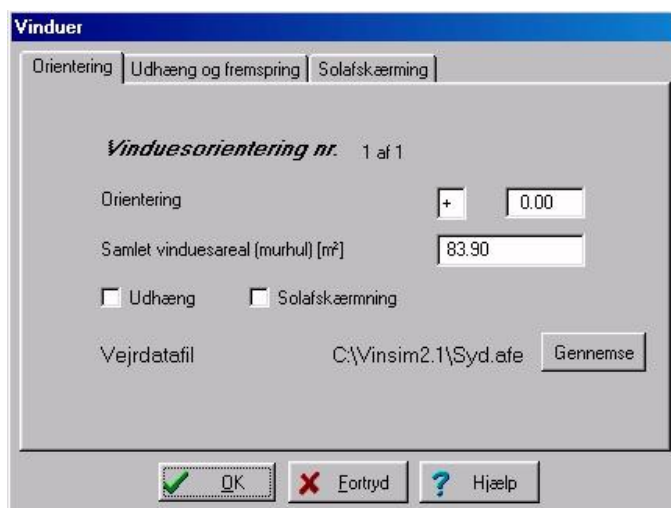 Vinduer
Orientering Udhæng og fremspring Solafskærming
Vinduesorientering nr. 1 af 1
Orientering + 0.00
Samlet vinduesareal (murhul) [m²] 83.90
Udhæng Solafskærmning
Vejrdatafil C:\Vinsim2.1\Syd.afe Gennemse
OK Fortryd Hjælp